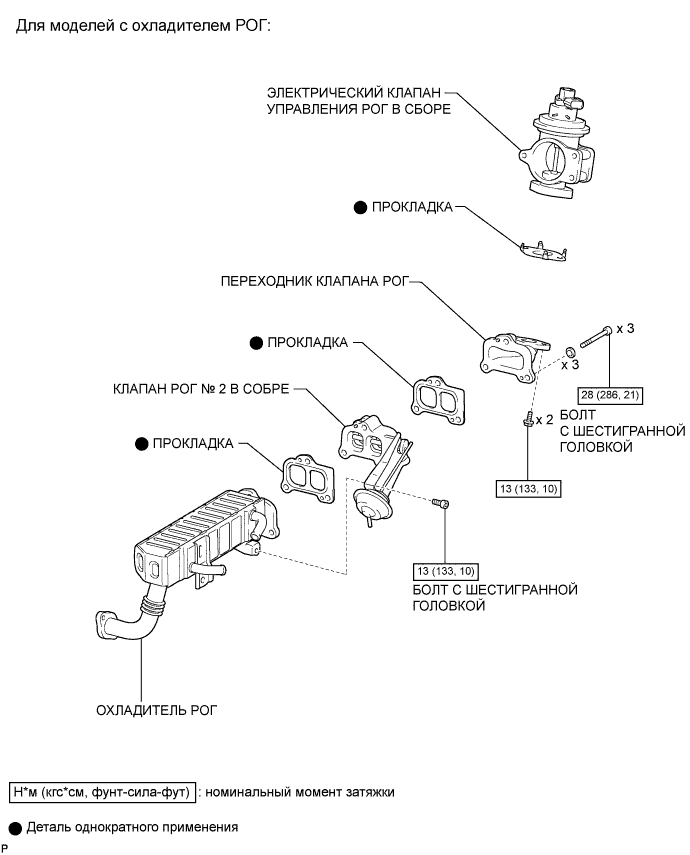 Для моделей с охладителем РОГ:
ЭЛЕКТРИЧЕСКИЙ КЛАПАН
УПРАВЛЕНИЯ РОГ В СБОРЕ
ПРОКЛАДКА
ПЕРЕХОДНИК КЛАПАНА РОГ
x 3
ПРОКЛАДКА
x 3
КЛАПАН РОГ № 2 В СОБРЕ
28 (286, 21)
x 2
БОЛТ
С ШЕСТИГРАННОЙ
ГОЛОВКОЙ
ПРОКЛАДКА
13 (133, 10)
13 (133, 10)
БОЛТ С ШЕСТИГРАННОЙ
ГОЛОВКОЙ
ОХЛАДИТЕЛЬ РОГ
Н*м (кгс*см, фунт-сила-фут) : номинальный момент затяжки
Деталь однократного применения
P